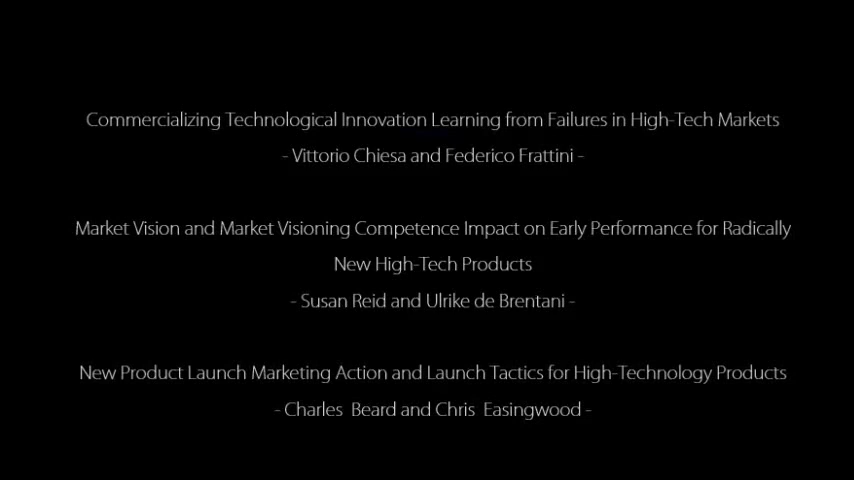 Commercializing Technological Innovation Learning from Failures in High-Tech Markets
- Vittorio Chiesa and Federico Frattini -
Market Vision and Market Visioning Competence Impact on Early Performance for Radically
New High-Tech Products
- Susan Reid and Ulrike de Brentani -
New Product Launch Marketing Action and Launch Tactics for High-Technology Products
- Charles Beard and Chris Easingwood -